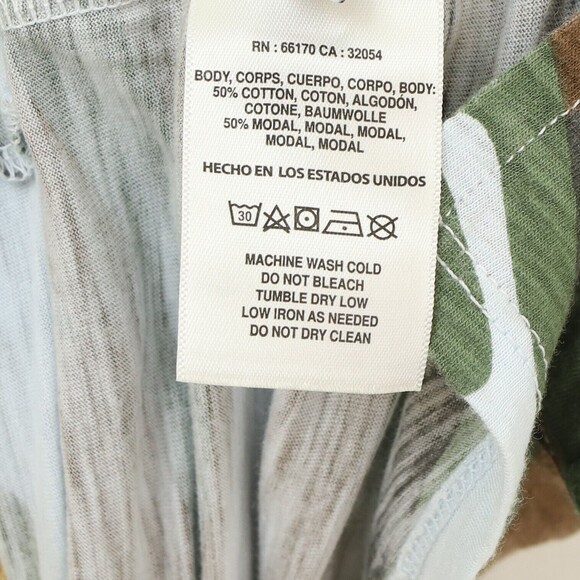 RN : 66170 CA : 32054
BODY, CORPS, CUERPO, CORPO, BODY:
50% COTTON, COTON, ALGODÓN,
COTONE, BAUMWOLLE
50% MODAL, MODAL, MODAL,
MODAL, MODAL
HECHO EN LOS ESTADOS UNIDOS
30
MACHINE WASH COLD
DO NOT BLEACH
TUMBLE DRY LOW
LOW IRON AS NEEDED
DO NOT DRY CLEAN